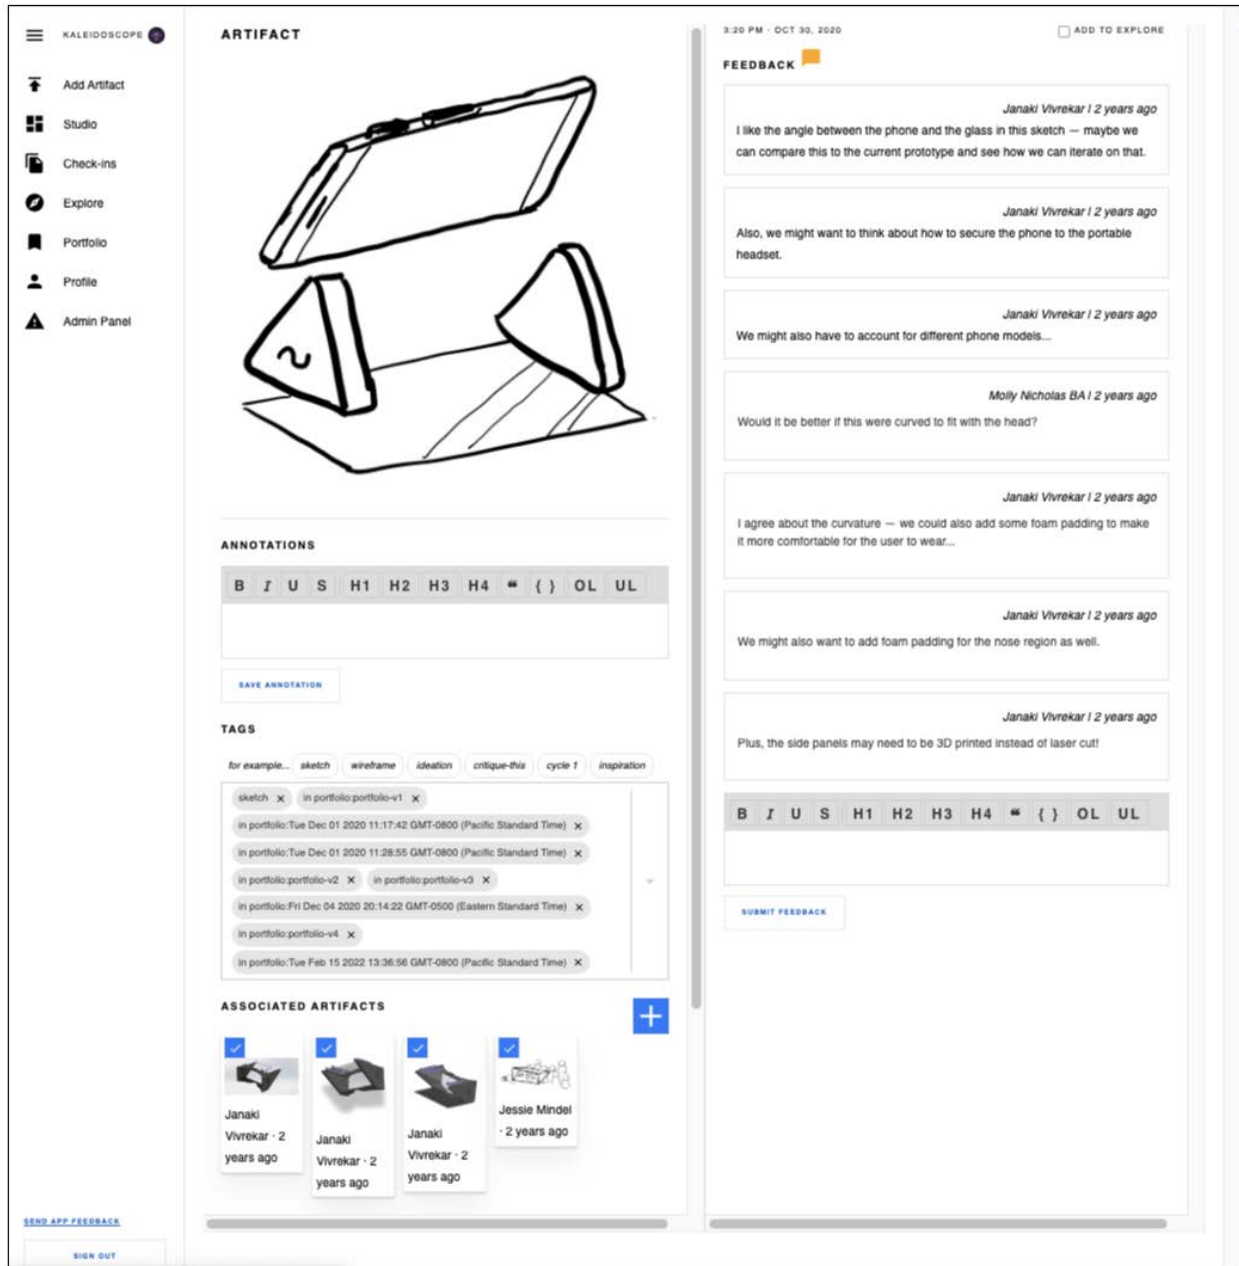 KALEIDOSCOPE
Add Artifact
Studio
Check-ins
Explore
Portfolio
Profile
Admin Panel
SEND APP FEEDBACK
SIGN OUT
ARTIFACT
ANNOTATIONS
B I U S H1 H2 H3 H4 ❝ { } OL UL
SAVE ANNOTATION
TAGS
for example... sketch wireframe ideation critique-this cycle 1 inspiration
sketch × in portfolio:portfolio-v1 ×
in portfolio:Tue Dec 01 2020 11:17:42 GMT-0800 (Pacific Standard Time) ×
in portfolio:Tue Dec 01 2020 11:28:55 GMT-0800 (Pacific Standard Time) ×
in portfolio:portfolio-v2 × in portfolio:portfolio-v3 ×
in portfolio:Fri Dec 04 2020 20:14:22 GMT-0500 (Eastern Standard Time) ×
in portfolio:portfolio-v4 ×
in portfolio:Tue Feb 15 2022 13:36:56 GMT-0800 (Pacific Standard Time) ×
ASSOCIATED ARTIFACTS
Janaki
Vivrekar · 2
years ago
Janaki
Vivrekar · 2
years ago
Janaki
Vivrekar · 2
years ago
Jessie Mindel
· 2 years ago
3:20 PM · OCT 30, 2020 ADD TO EXPLORE
FEEDBACK
Janaki Vivrekar | 2 years ago
I like the angle between the phone and the glass in this sketch — maybe we
can compare this to the current prototype and see how we can iterate on that.
Janaki Vivrekar | 2 years ago
Also, we might want to think about how to secure the phone to the portable
headset.
Janaki Vivrekar | 2 years ago
We might also have to account for different phone models...
Molly Nicholas BA | 2 years ago
Would it be better if this were curved to fit with the head?
Janaki Vivrekar | 2 years ago
I agree about the curvature — we could also add some foam padding to make
it more comfortable for the user to wear...
Janaki Vivrekar | 2 years ago
We might also want to add foam padding for the nose region as well.
Janaki Vivrekar | 2 years ago
Plus, the side panels may need to be 3D printed instead of laser cut!
B I U S H1 H2 H3 H4 ❝ { } OL UL
SUBMIT FEEDBACK